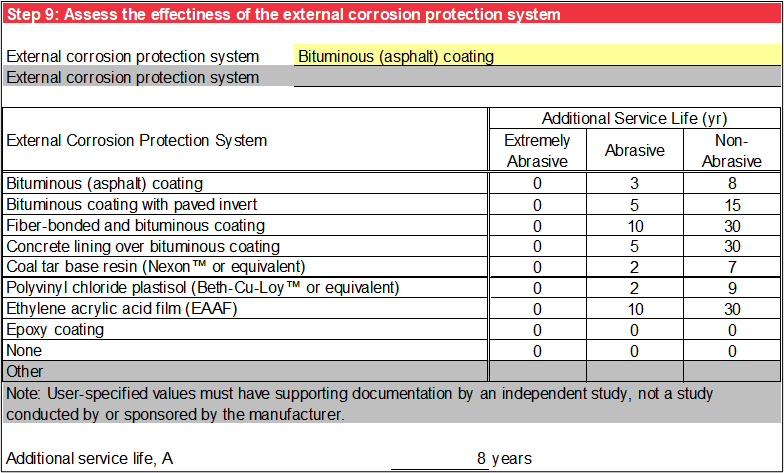 Step 9: Assess the effectiness of the external corrosion protection system
External corrosion protection system Bituminous (asphalt) coating
External corrosion protection system
External Corrosion Protection System Additional Service Life (yr)
Extremely Abrasive Abrasive Non-Abrasive
Bituminous (asphalt) coating 0 3 8
Bituminous coating with paved invert 0 5 15
Fiber-bonded and bituminous coating 0 10 30
Concrete lining over bituminous coating 0 5 30
Coal tar base resin (Nexon™ or equivalent) 0 2 7
Polyvinyl chloride plastisol (Beth-Cu-Loy™ or equivalent) 0 2 9
Ethylene acrylic acid film (EAAF) 0 10 30
Epoxy coating 0 0 0
None 0 0 0
Other
Note: User-specified values must have supporting documentation by an independent study, not a study
conducted by or sponsored by the manufacturer.
Additional service life, A 8 years